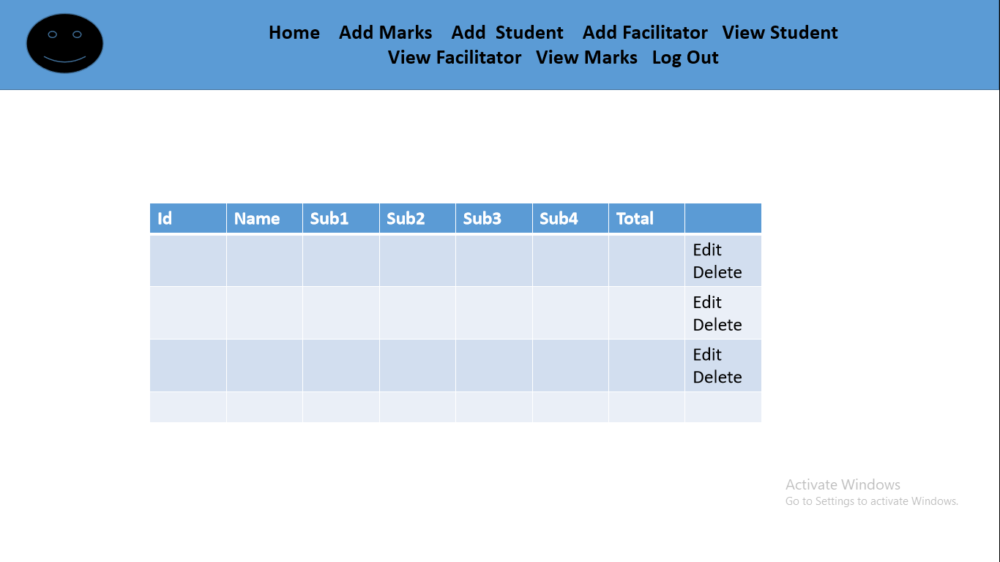 Home Add Marks Add Student Add Facilitator View Student
View Facilitator View Marks Log Out
Id Name Sub1 Sub2 Sub3 Sub4 Total
Edit
Delete
Edit
Delete
Edit
Delete
Activate Windows
Go to Settings to activate Windows.